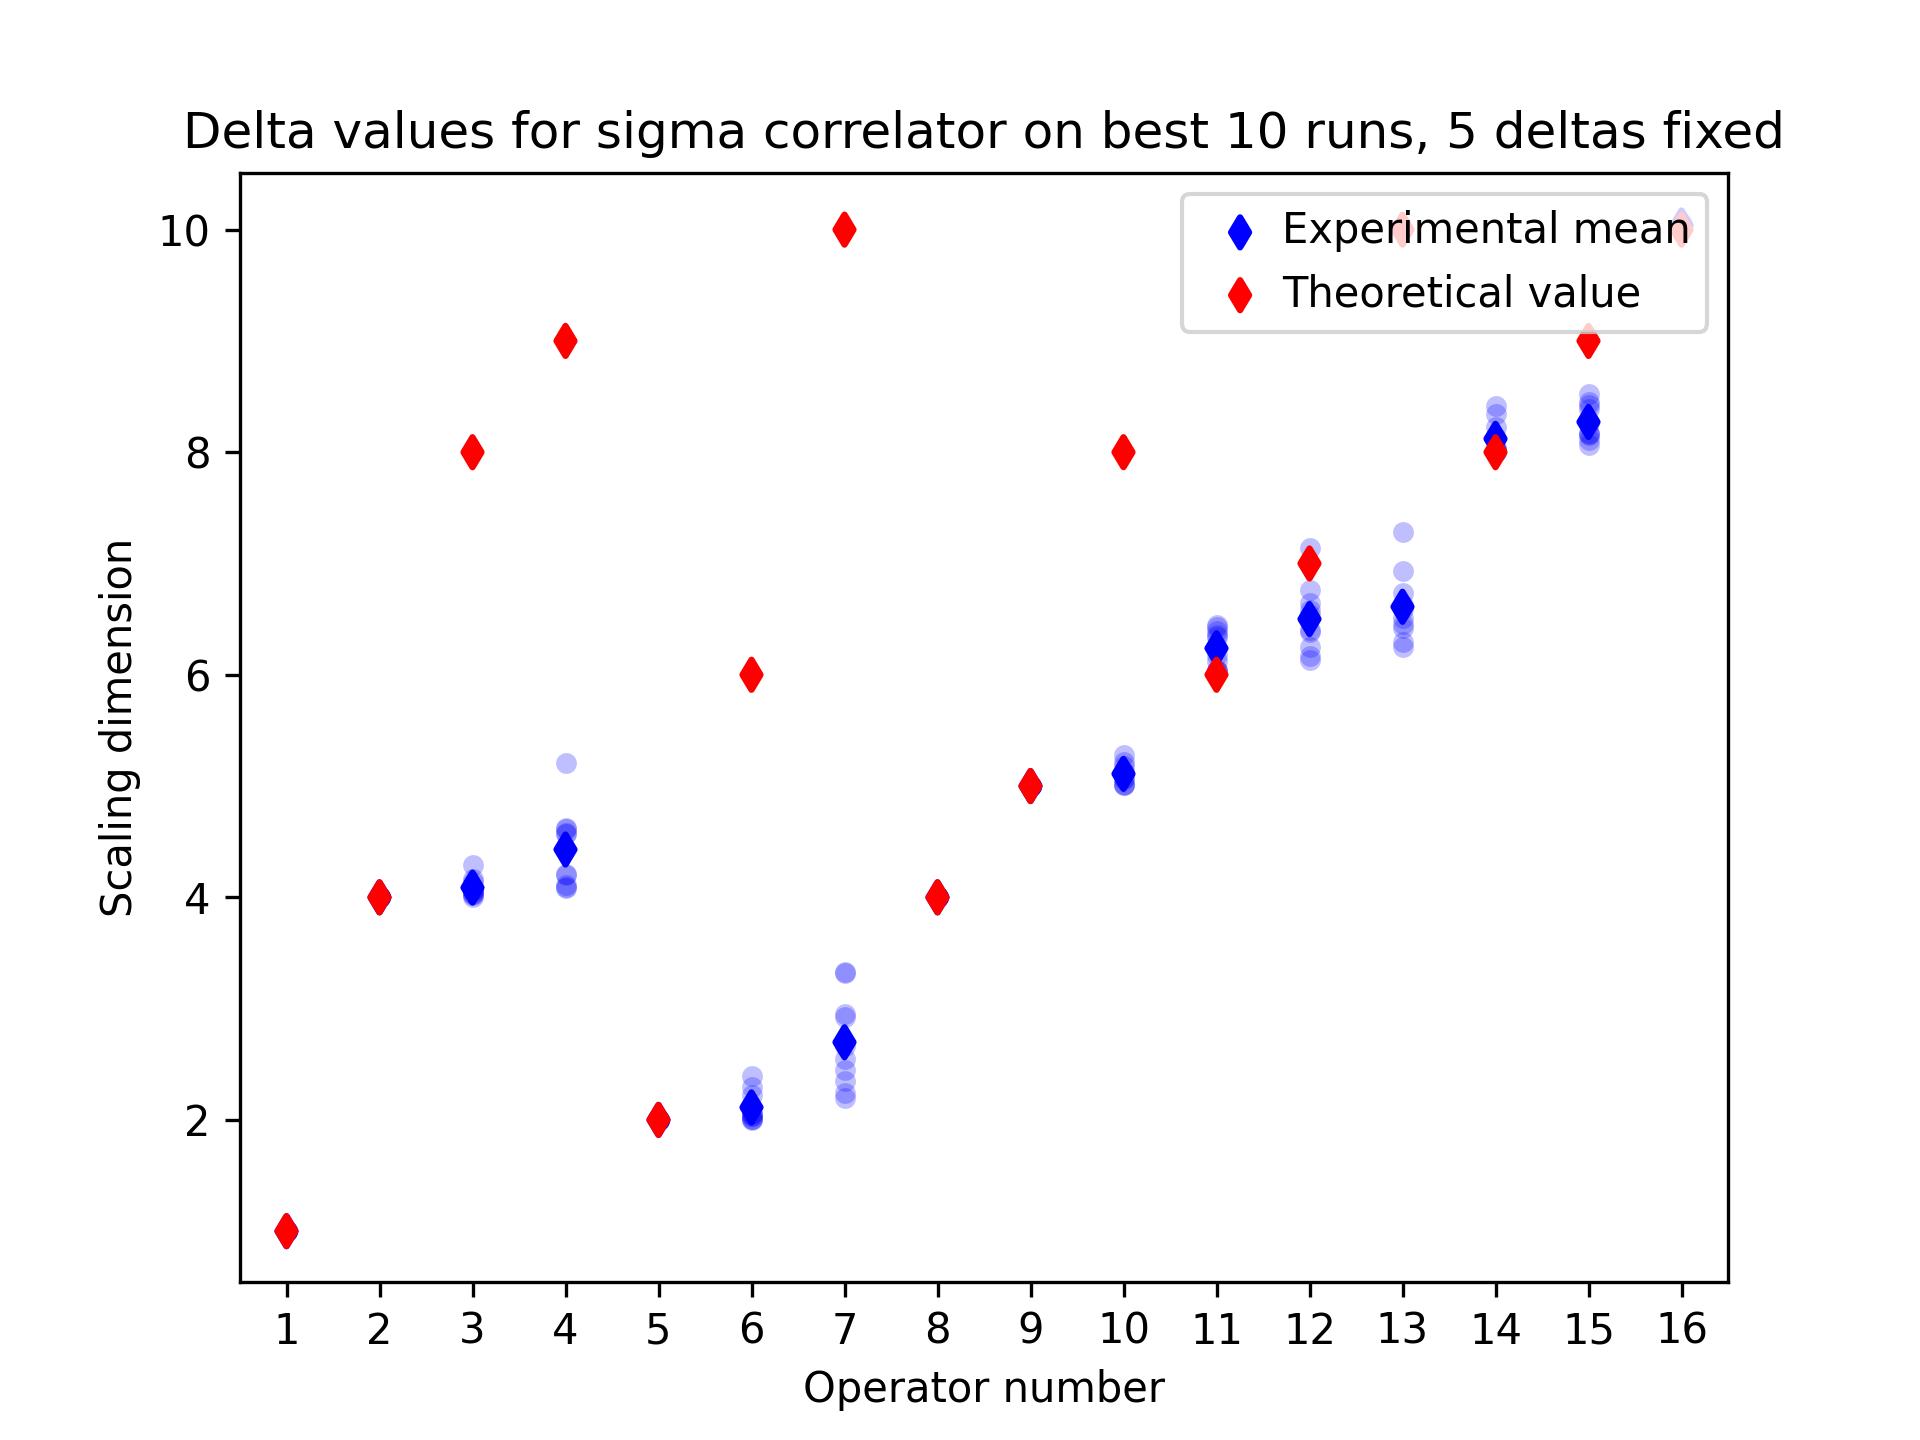 Delta values for sigma correlator on best 10 runs, 5 deltas fixed
Experimental mean
Theoretical value
10
8
6
4
2
Scaling dimension
1 2 3 4 5 6 7 8 9 10 11 12 13 14 15 16
Operator number